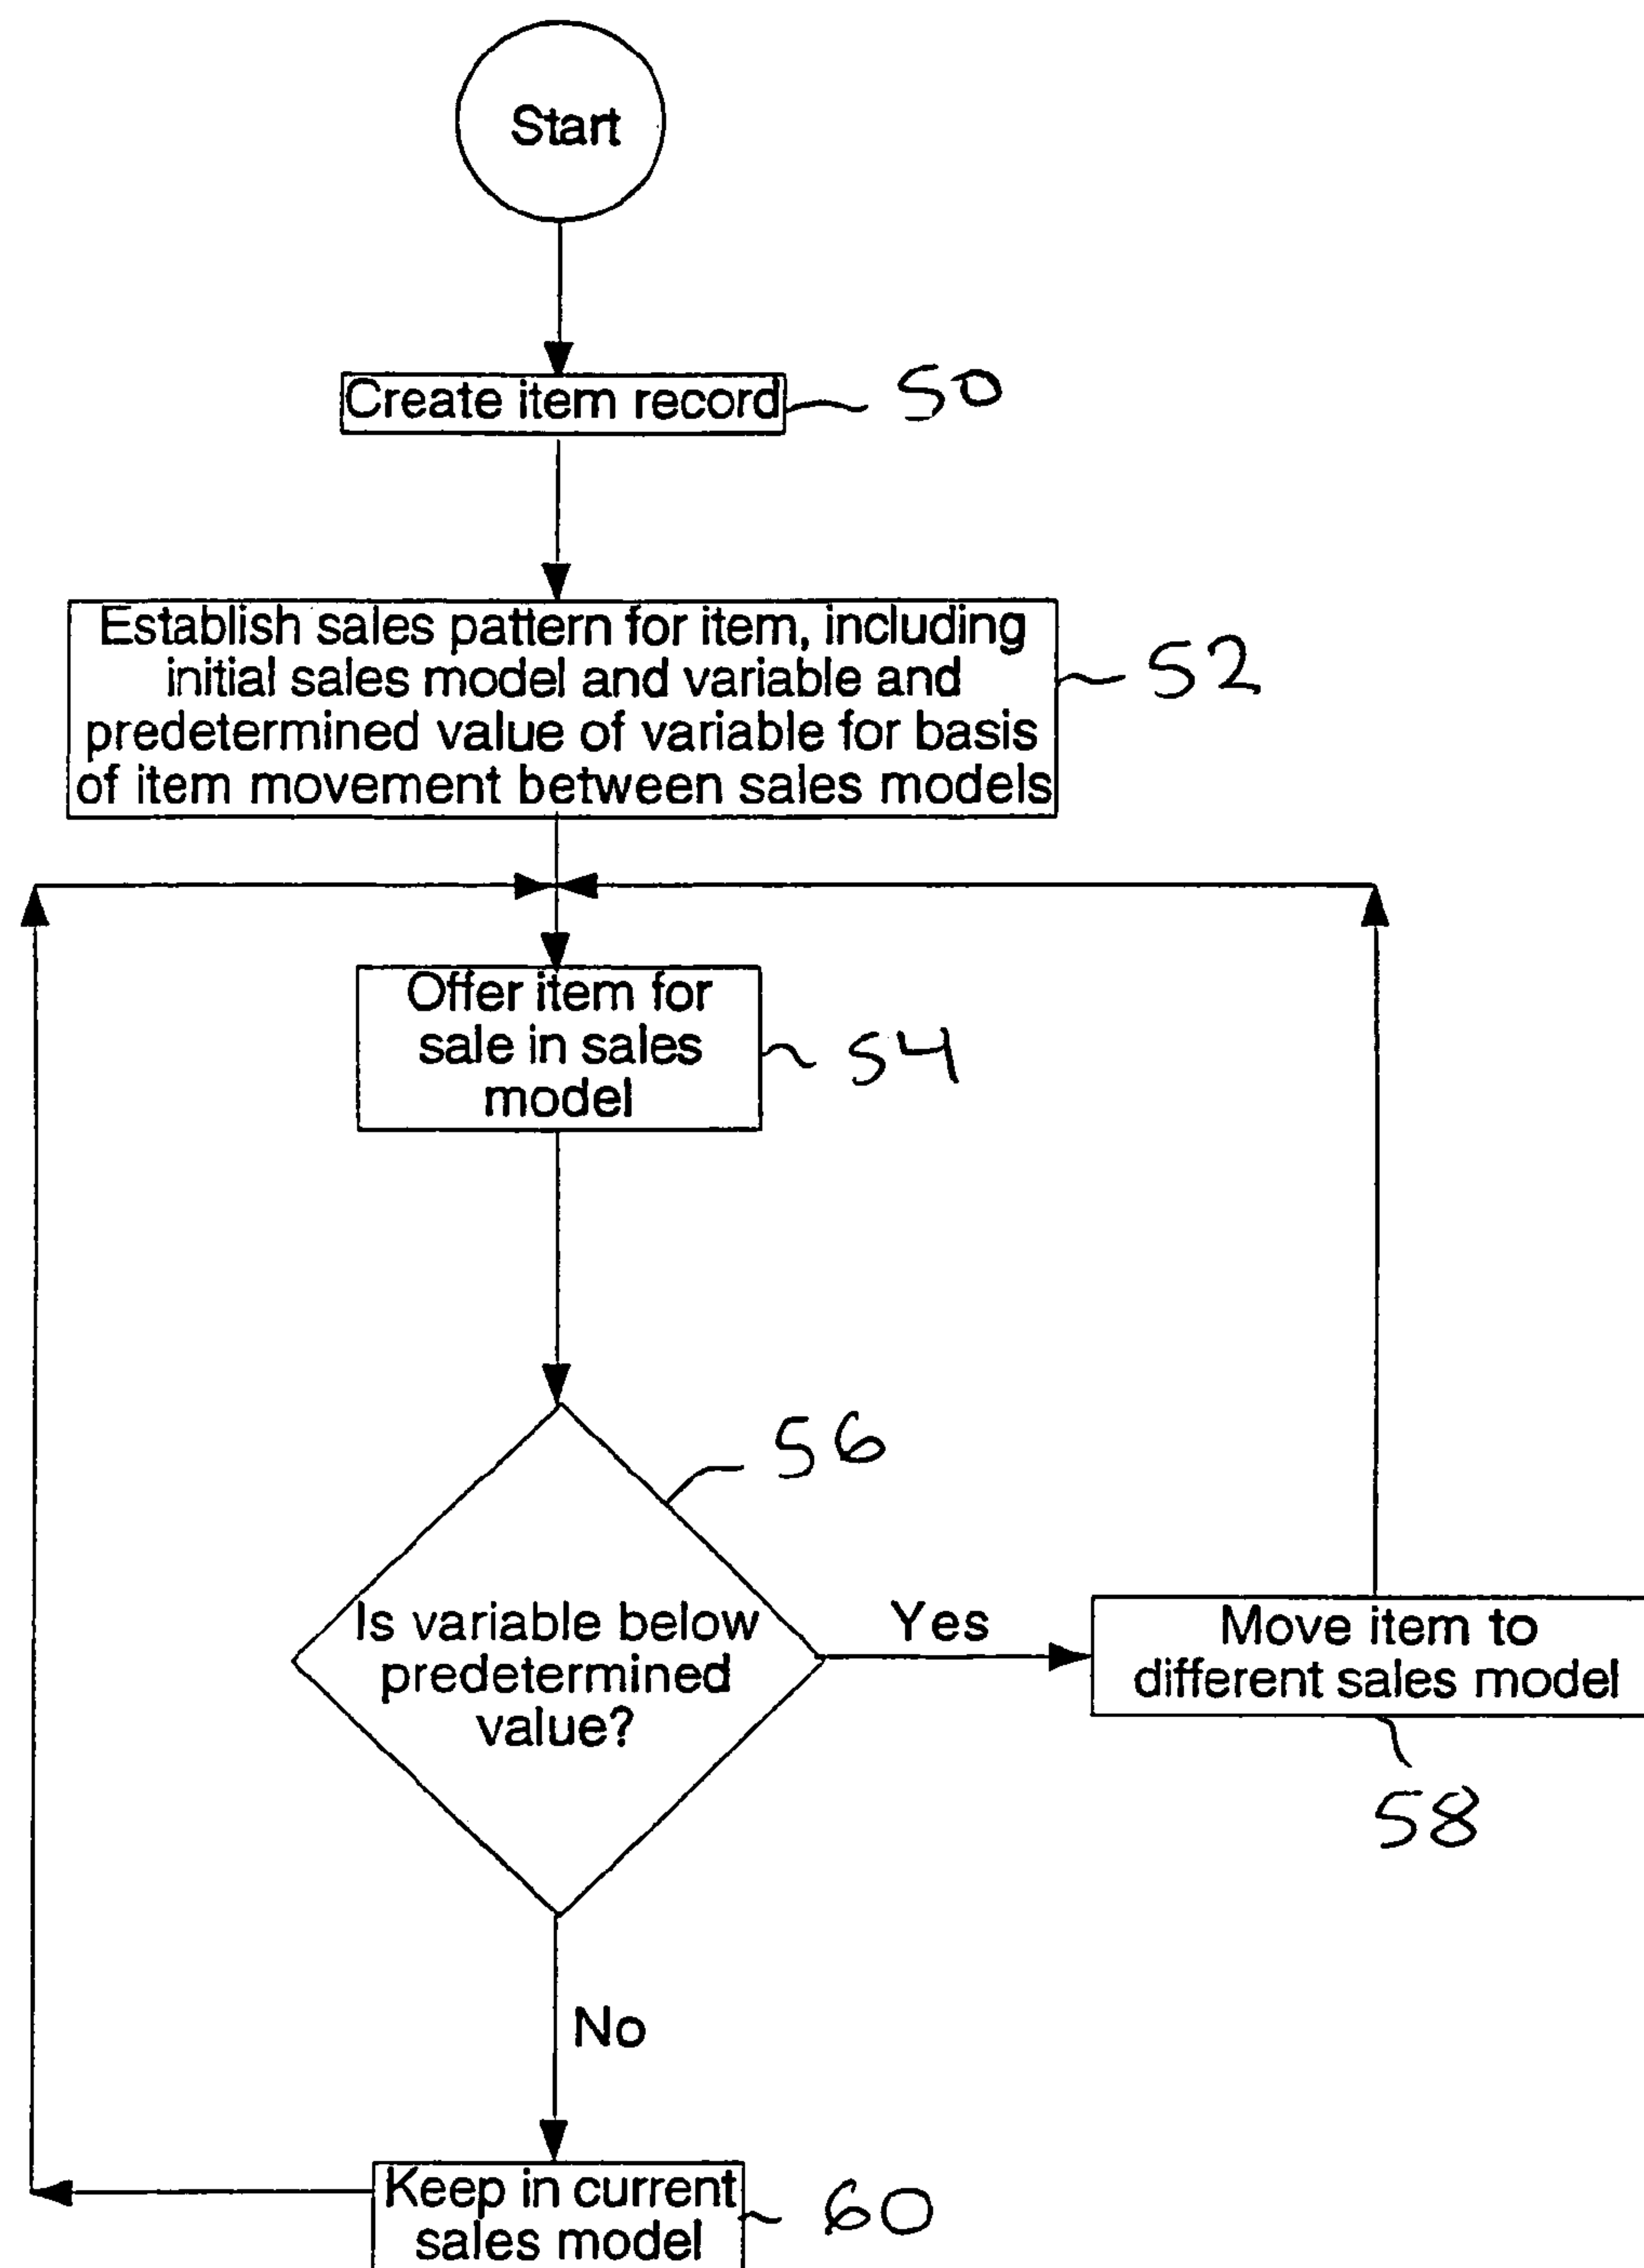 Start
Create item record
50
Establish sales pattern for item, including
initial sales model and variable and
predetermined value of variable for basis
of item movement between sales models
52
Offer item for
sale in sales
model
54
56
Is variable below
predetermined
value?
Yes
Move item to
different sales model
58
No
Keep in current
sales model
60